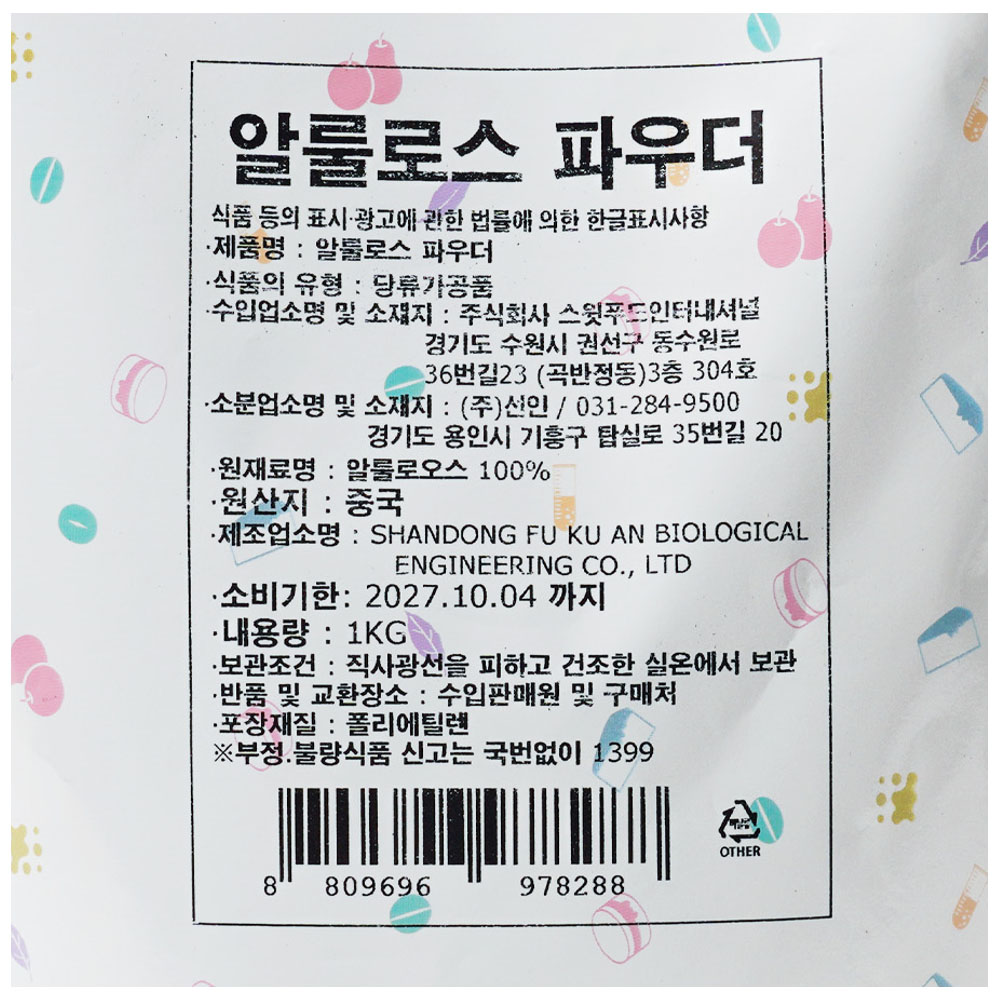 알룰로스 파우더
식품 등의 표시·광고에 관한 법률에 의한 한글표시사항
·제품명 : 알룰로스 파우더
·식품의 유형 : 당류가공품
·수입업소명 및 소재지 : 주식회사 스윗푸드인터내셔널
경기도 수원시 권선구 동수원로
36번길23 (곡반정동)3층 304호
·소분업소명 및 소재지 : (주)선인 / 031-284-9500
경기도 용인시 기흥구 탑실로 35번길 20
·원재료명 : 알룰로오스 100%
·원산지 : 중국
·제조업소명 : SHANDONG FU KU AN BIOLOGICAL
ENGINEERING CO., LTD
·소비기한: 2027.10.04 까지
·내용량 : 1KG
·보관조건 : 직사광선을 피하고 건조한 실온에서 보관
·반품 및 교환장소 : 수입판매원 및 구매처
·포장재질 : 폴리에틸렌
※부정.불량식품 신고는 국번없이 1399
8 809696 978288
OTHER